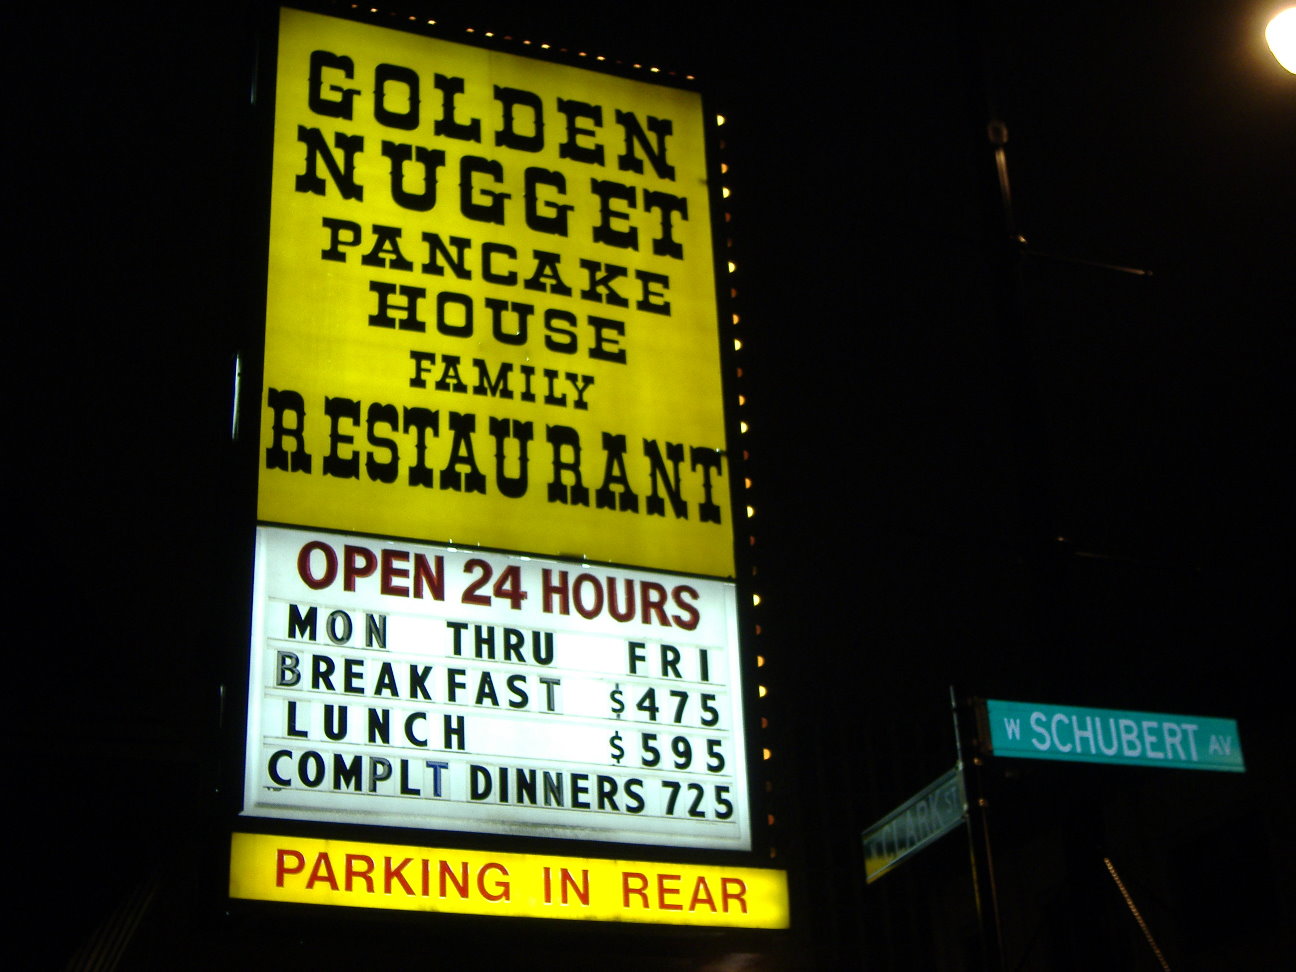 GOLDEN
NUGGET
PANCAKE
HOUSE
FAMILY
RESTAURANT
OPEN 24 HOURS
MON THRU FRI
BREAKFAST $475
LUNCH $595
COMPLT DINNERS 725
PARKING IN REAR
W SCHUBERT AV
CLARK ST